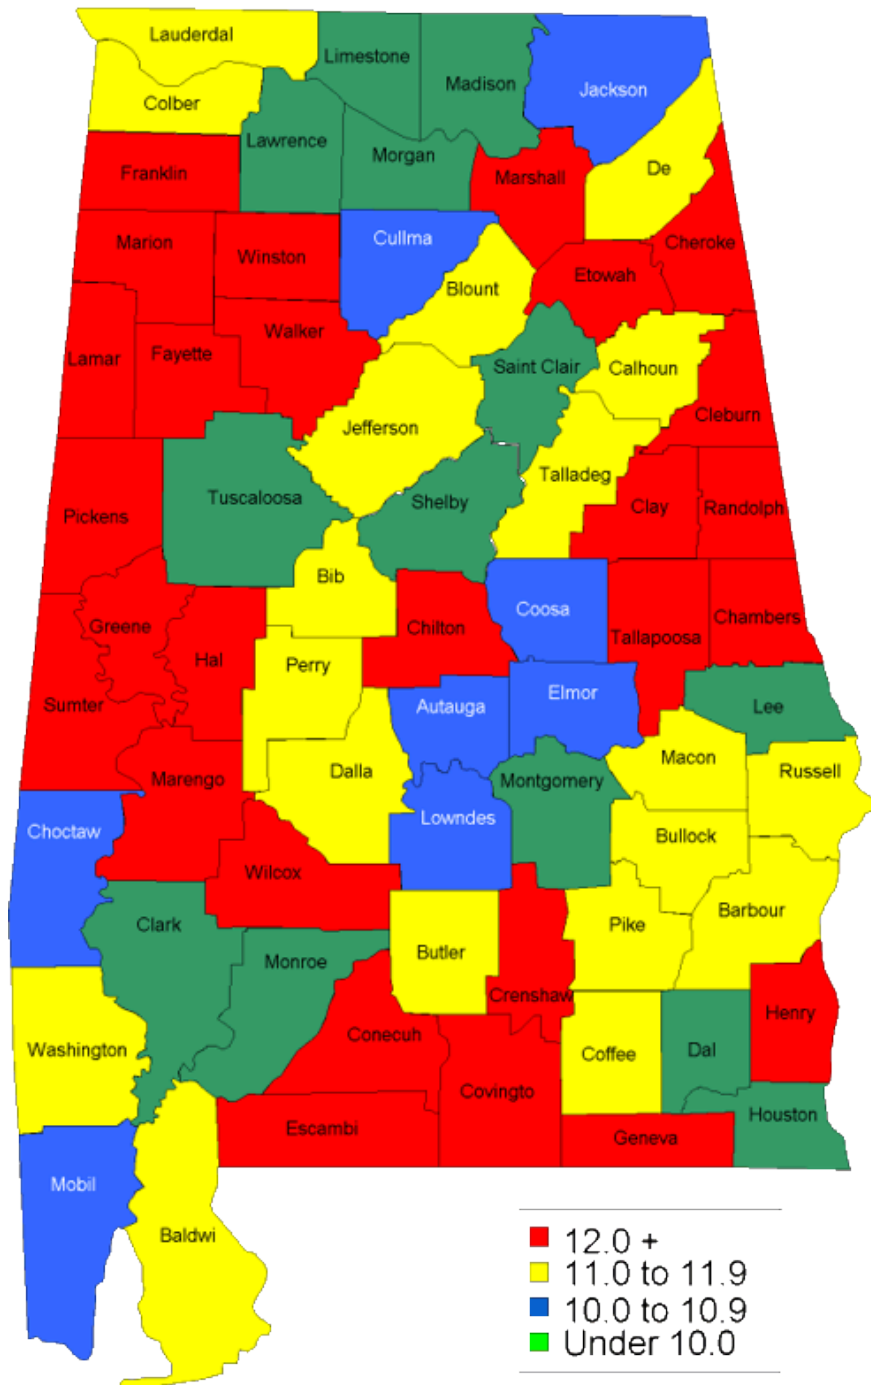 Lauderdal
Limestone
Madison
Jackson
Colber
Lawrence
Morgan
Franklin
Marshall
De
Cheroke
Marion
Winston
Cullma
Blount
Etowah
Lamar
Fayette
Walker
Saint Clair
Calhoun
Cleburn
Jefferson
Talladeg
Pickens
Tuscaloosa
Shelby
Clay
Randolph
Bib
Greene
Hal
Perry
Chilton
Coosa
Tallapoosa
Chambers
Sumter
Autauga
Elmor
Lee
Marengo
Dalla
Montgomery
Macon
Russell
Choctaw
Lowndes
Bullock
Wilcox
Clark
Monroe
Butler
Crenshaw
Pike
Barbour
Washington
Conecuh
Covingto
Coffee
Dal
Henry
Escambi
Geneva
Houston
Mobil
Baldwi
12.0 +
11.0 to 11.9
10.0 to 10.9
Under 10.0